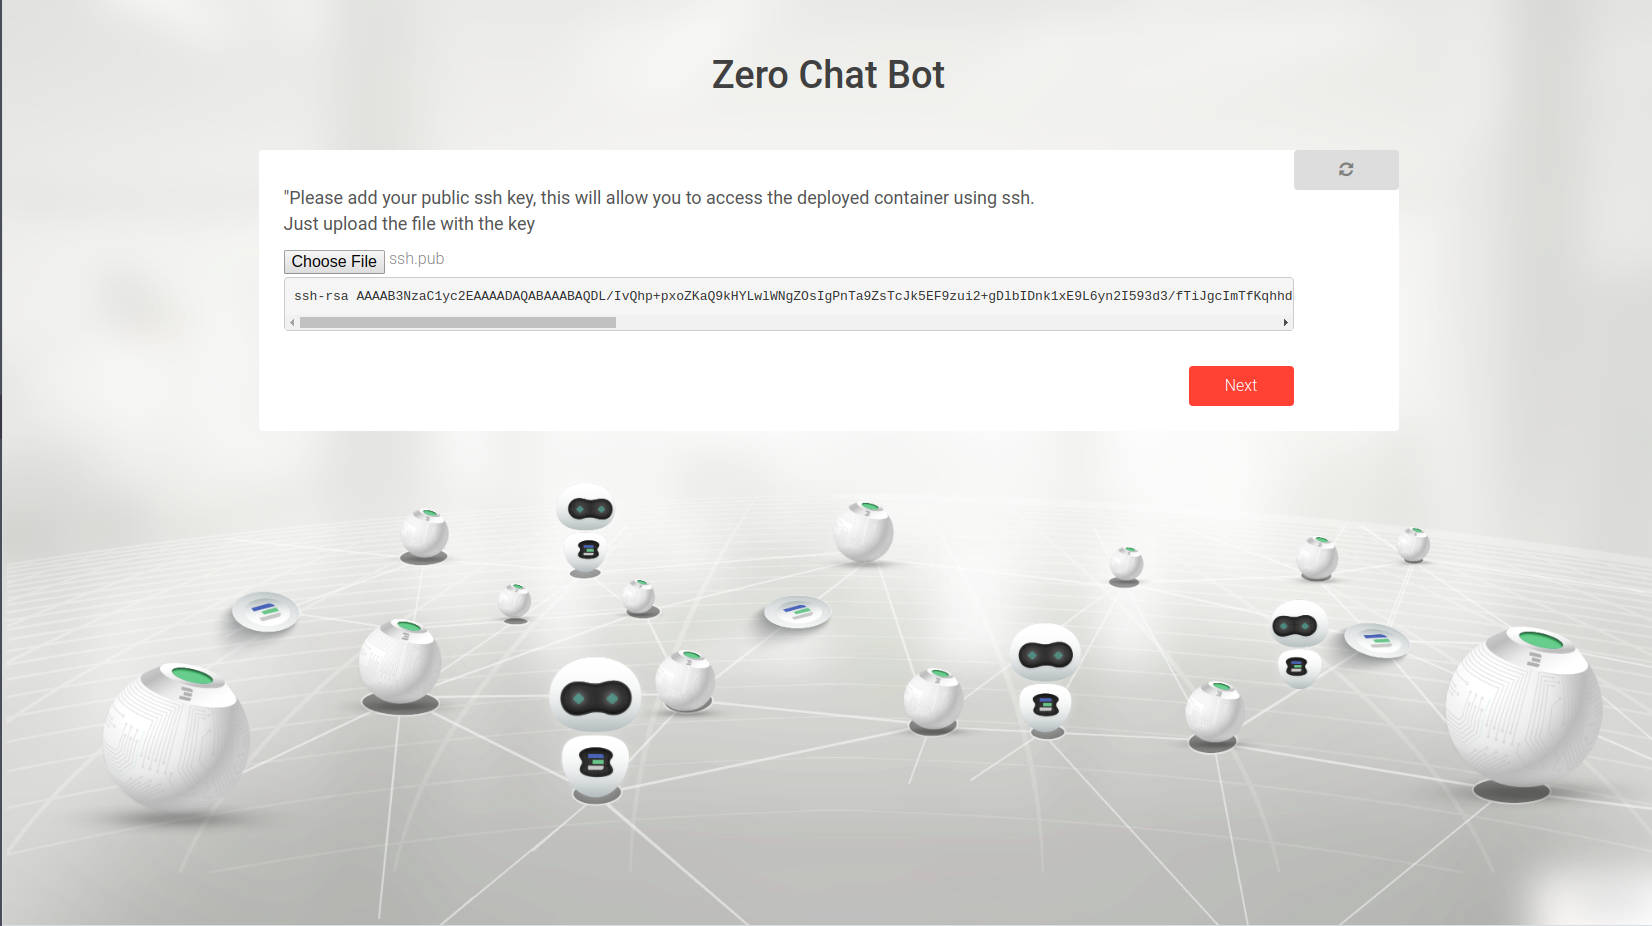 Zero Chat Bot
"Please add your public ssh key, this will allow you to access the deployed container using ssh.
Just upload the file with the key
Choose File ssh.pub
ssh-rsa AAAAB3NzaC1yc2EAAAADAQABAAABAQDL/IvQhp+pxoZKaQ9kHYLwlWNgZOsIgPnTa9ZsTcJk5EF9zui2+gDlbIDnk1xE9L6yn2I593d3/fTiJgcImTfKqhhd
Next